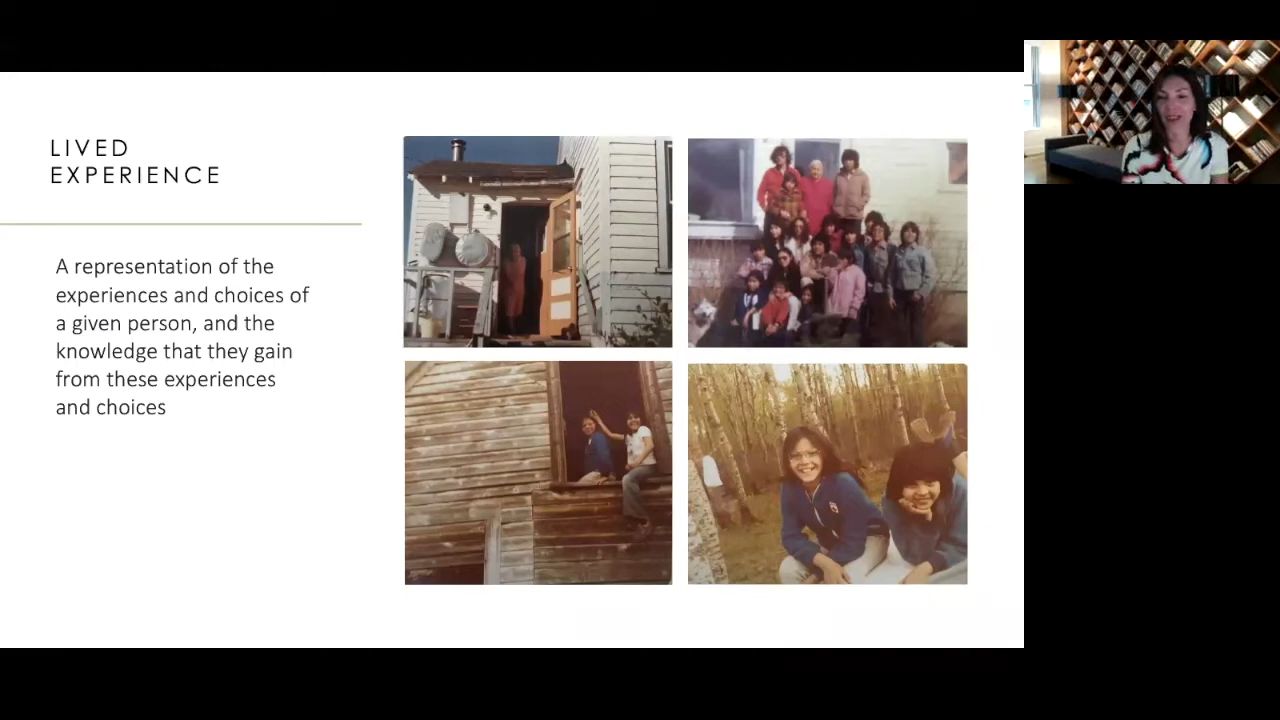 LIVED
EXPERIENCE
A representation of the
experiences and choices of
a given person, and the
knowledge that they gain
from these experiences
and choices